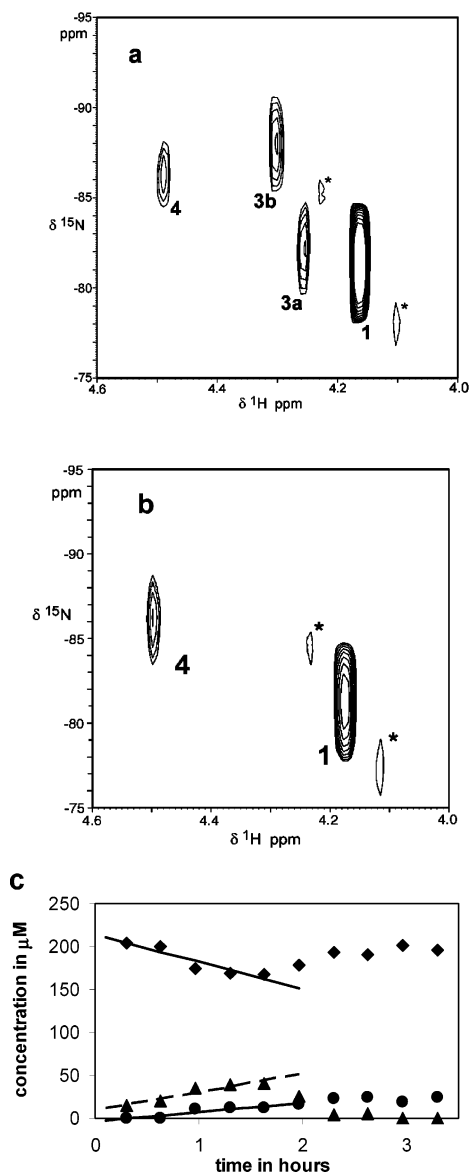 -95
ppm
a
-90
*
4
3b
-85
δ 15N
3a
-80
*
1
-75
4.6 4.4 4.2 4.0
δ 1H ppm
-95
ppm
b
-90
δ 15N
*
-85
4
*
-80
1
-75
4.6 4.4 4.2 4.0
δ 1H ppm
c
250
200
150
100
50
0
concentration in μM
0 1 2 3
time in hours